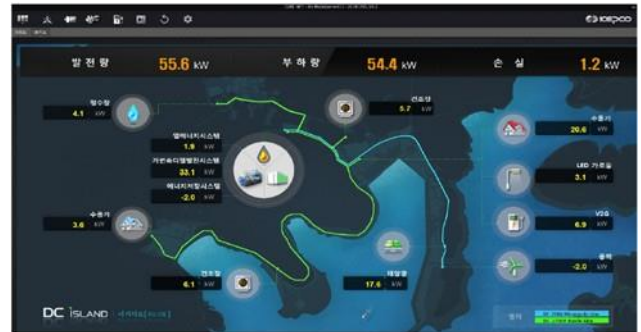 KEPCO
발 전 량 55.6 kW
부 하 량 54.4 kW
손 실 1.2 kW
정수장
4.1 kW
건조장
5.7 kW
수용가
20.6 kW
열에너지시스템
1.9 kW
가변속디젤발전시스템
33.1 kW
에너지저장시스템
-2.0 kW
LED 가로등
3.1 kW
수용가
3.6 kW
V2G
6.9 kW
건조장
6.1 kW
태양광
17.6 kW
풍력
-2.0 kW
DC ISLAND
범례